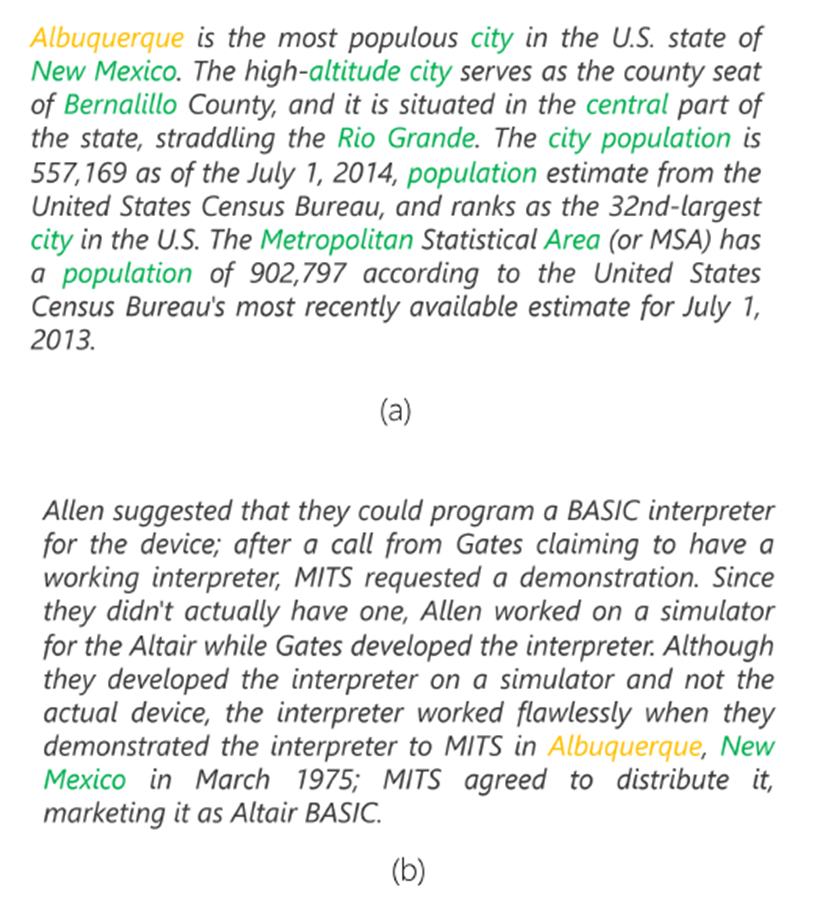 Albuquerque is the most populous city in the U.S. state of
New Mexico. The high-altitude city serves as the county seat
of Bernalillo County, and it is situated in the central part of
the state, straddling the Rio Grande. The city population is
557,169 as of the July 1, 2014, population estimate from the
United States Census Bureau, and ranks as the 32nd-largest
city in the U.S. The Metropolitan Statistical Area (or MSA) has
a population of 902,797 according to the United States
Census Bureau's most recently available estimate for July 1,
2013.
(a)
Allen suggested that they could program a BASIC interpreter
for the device; after a call from Gates claiming to have a
working interpreter, MITS requested a demonstration. Since
they didn't actually have one, Allen worked on a simulator
for the Altair while Gates developed the interpreter. Although
they developed the interpreter on a simulator and not the
actual device, the interpreter worked flawlessly when they
demonstrated the interpreter to MITS in Albuquerque, New
Mexico in March 1975; MITS agreed to distribute it,
marketing it as Altair BASIC.
(b)